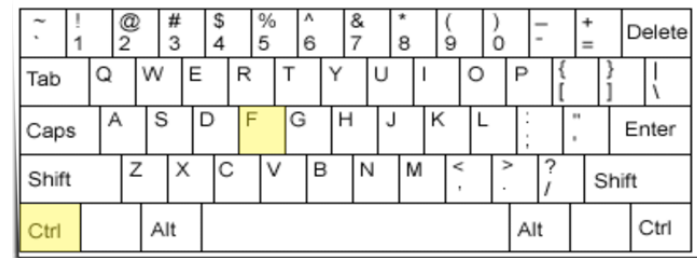 ~ ! @ # $ % ^ & * ( ) _ + Delete
` 1 2 3 4 5 6 7 8 9 0 - =
Tab Q W E R T Y U I O P { } |
[ ] \
Caps A S D F G H J K L : " Enter
; '
Shift Z X C V B N M < > ? Shift
, . /
Ctrl Alt Alt Ctrl